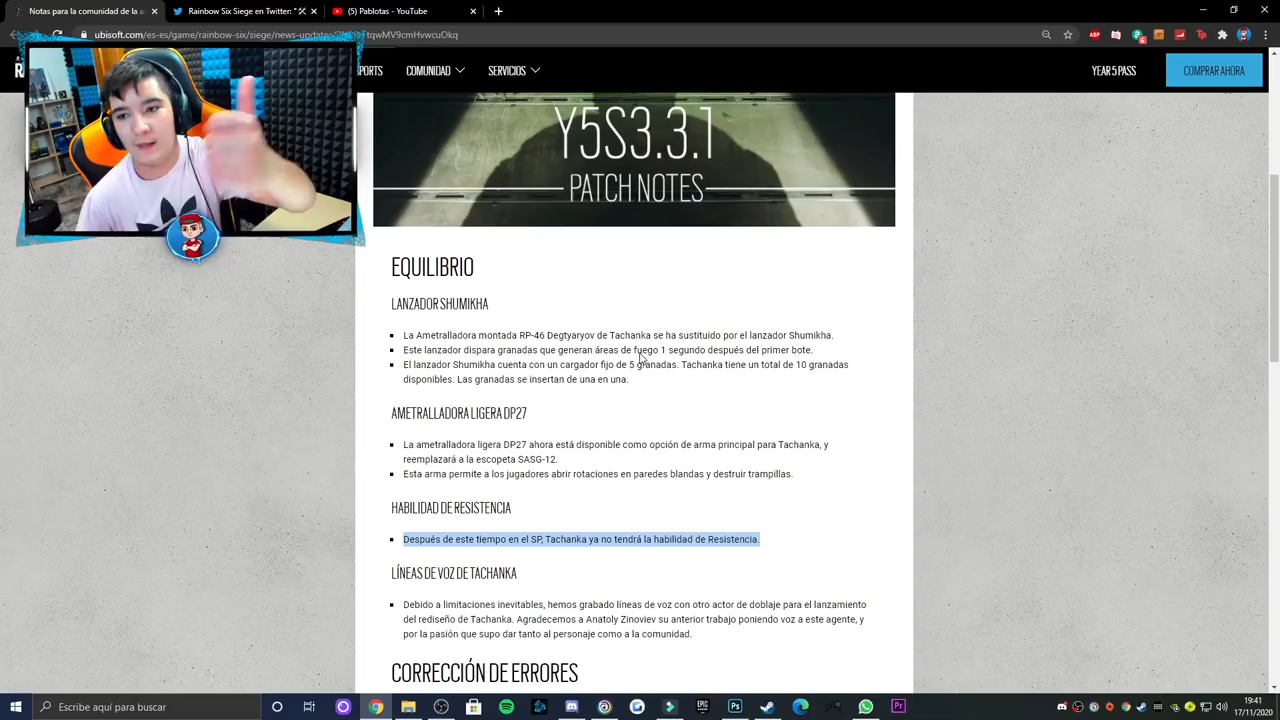 Notas de la comunidad de la ac
Rainbow Six Siege en Twitter: "
(5) Pablotas - YouTube
ubisoft.com/es-es/game/rainbow-six/siege/news-update
qtwMV9cmHvwcuOkq
ABP
RA
SPORTS
COMUNIDAD
SERVICIOS
YEAR 5 PASS
COMPRAR AHORA
Y5S3.3.1
PATCH NOTES
EQUILIBRIO
LANZADOR SHUMIKHA
La Ametralladora montada RP-46 Degtyaryov de Tachanka se ha sustituido por el lanzador Shumikha.
Este lanzador dispara granadas que generan áreas de fuego 1 segundo después del primer bote.
El lanzador Shumikha cuenta con un cargador fijo de 5 granadas. Tachanka tiene un total de 10 granadas
disponibles. Las granadas se insertan de una en una.
AMETRALLADORA LIGERA DP27
La ametralladora ligera DP27 ahora está disponible como opción de arma principal para Tachanka, y
reemplazará a la escopeta SASG-12.
Esta arma permite a los jugadores abrir rotaciones en paredes blandas y destruir trampillas.
HABILIDAD DE RESISTENCIA
Después de este tiempo en el SP, Tachanka ya no tendrá la habilidad de Resistencia.
LÍNEAS DE VOZ DE TACHANKA
Debido a limitaciones inevitables, hemos grabado líneas de voz con otro actor de doblaje para el lanzamiento
del rediseño de Tachanka. Agradecemos a Anatoly Zinoviev su anterior trabajo poniendo voz a este agente, y
por la pasión que supo dar tanto al personaje como a la comunidad.
CORRECCIÓN DE ERRORES
Escribe aquí para buscar
EPIC
Ps
Pr
19:41
17/11/2020